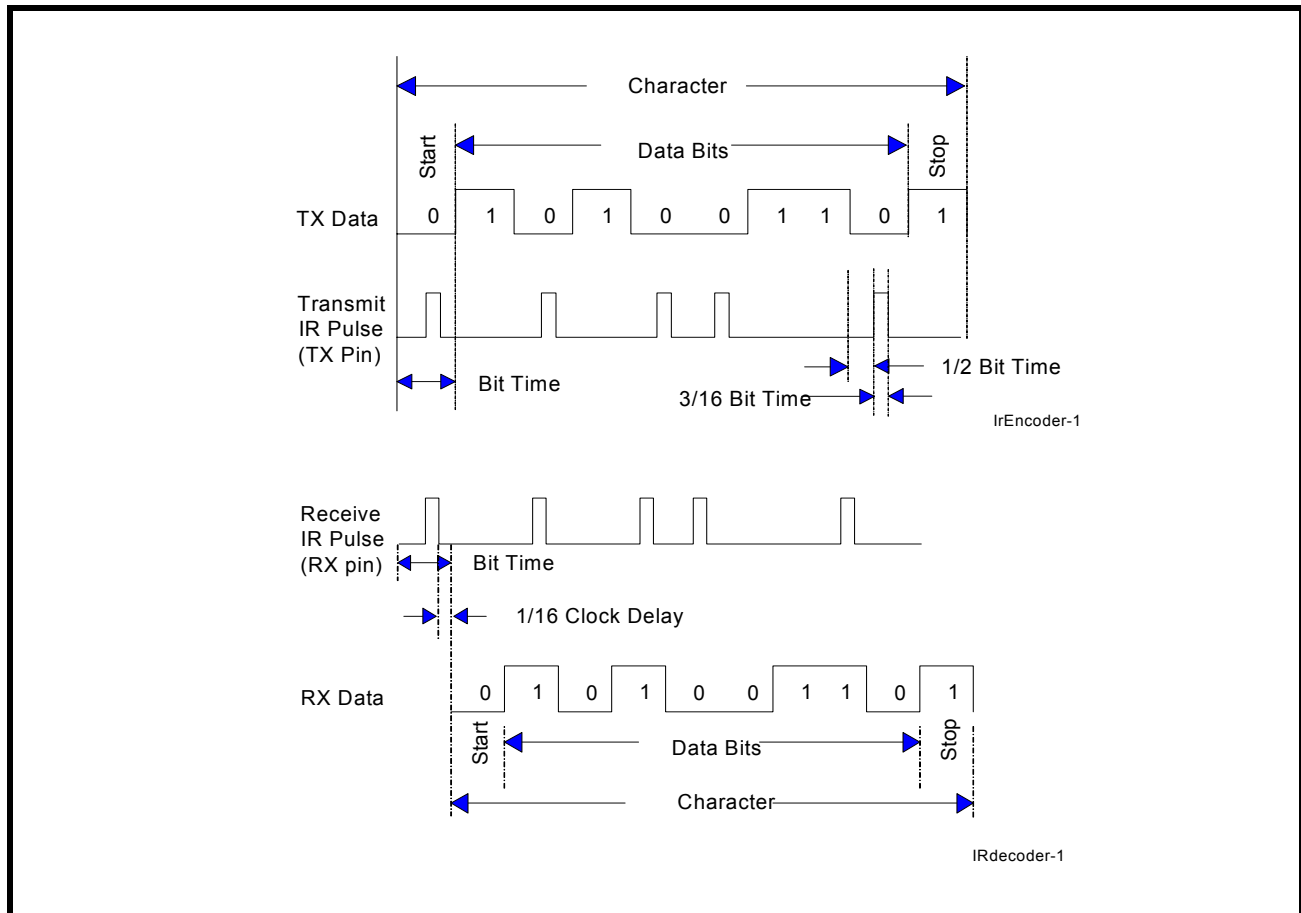 Character
Start
Data Bits
Stop
TX Data
0 1 0 1 0 0 1 1 0 1
Transmit
IR Pulse
(TX Pin)
Bit Time
1/2 Bit Time
3/16 Bit Time
IrEncoder-1
Receive
IR Pulse
(RX pin)
Bit Time
1/16 Clock Delay
RX Data
0 1 0 1 0 0 1 1 0 1
Start
Data Bits
Stop
Character
IRdecoder-1